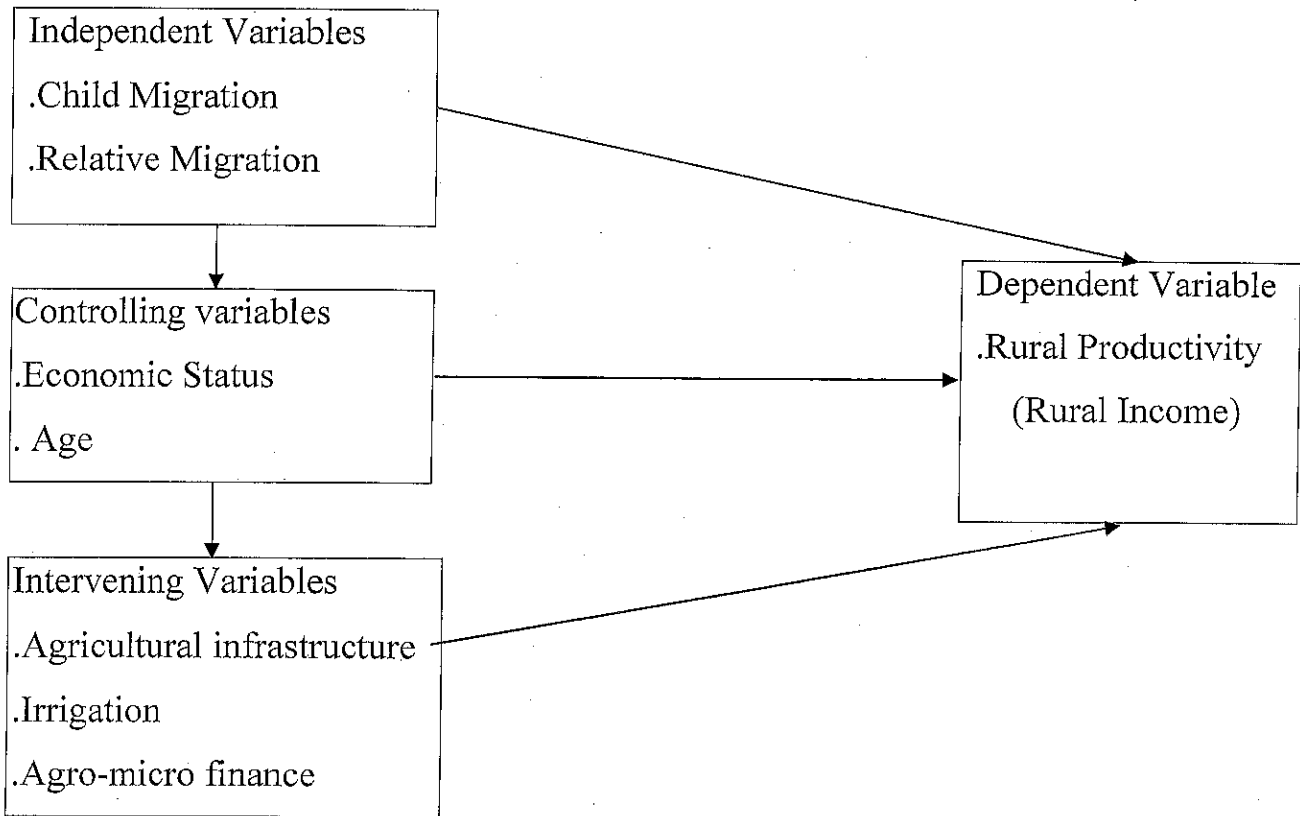 Independent Variables
.Child Migration
.Relative Migration
Controlling variables
.Economic Status
. Age
Intervening Variables
.Agricultural infrastructure
.Irrigation
.Agro-micro finance
Dependent Variable
.Rural Productivity
(Rural Income)